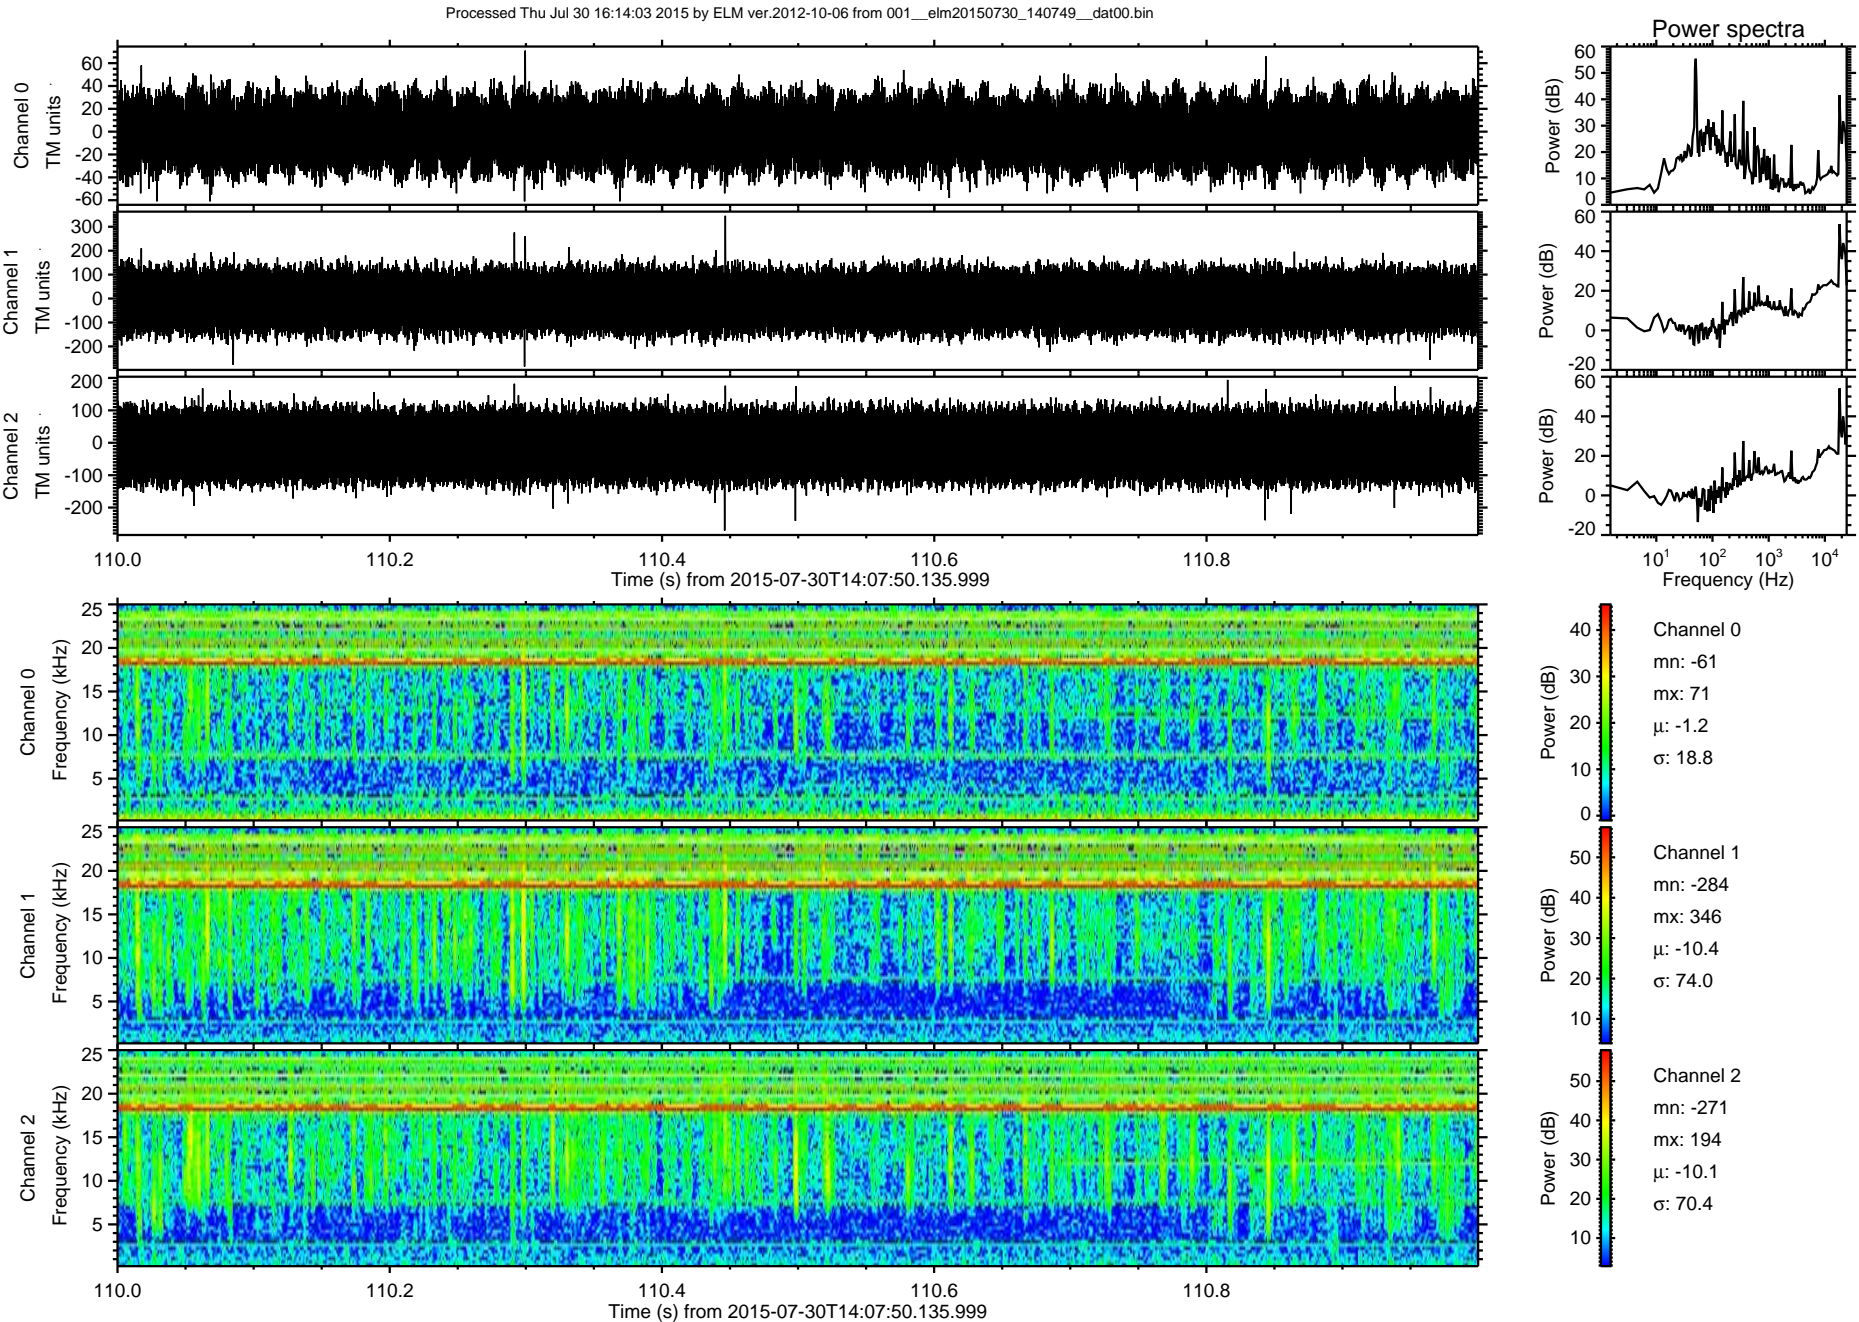 Processed Thu Jul 30 16:14:03 2015 by ELM ver.2012-10-06 from 001__elm20150730_140749__dat00.bin
Power spectra
Channel 0
TM units
60
40
20
0
-20
-40
-60
Power (dB)
60
50
40
30
20
10
0
Channel 1
TM units
300
200
100
0
-100
-200
Power (dB)
60
40
20
0
-20
Channel 2
TM units
200
100
0
-100
-200
Power (dB)
60
40
20
0
-20
110.0 110.2 110.4 110.6 110.8
Time (s) from 2015-07-30T14:07:50.135.999
10¹ 10² 10³ 10⁴
Frequency (Hz)
Channel 0
Frequency (kHz)
25
20
15
10
5
Power (dB)
40
30
20
10
0
Channel 0
mn: -61
mx: 71
μ: -1.2
σ: 18.8
Channel 1
Frequency (kHz)
25
20
15
10
5
Power (dB)
50
40
30
20
10
Channel 1
mn: -284
mx: 346
μ: -10.4
σ: 74.0
Channel 2
Frequency (kHz)
25
20
15
10
5
Power (dB)
50
40
30
20
10
Channel 2
mn: -271
mx: 194
μ: -10.1
σ: 70.4
110.0 110.2 110.4 110.6 110.8
Time (s) from 2015-07-30T14:07:50.135.999